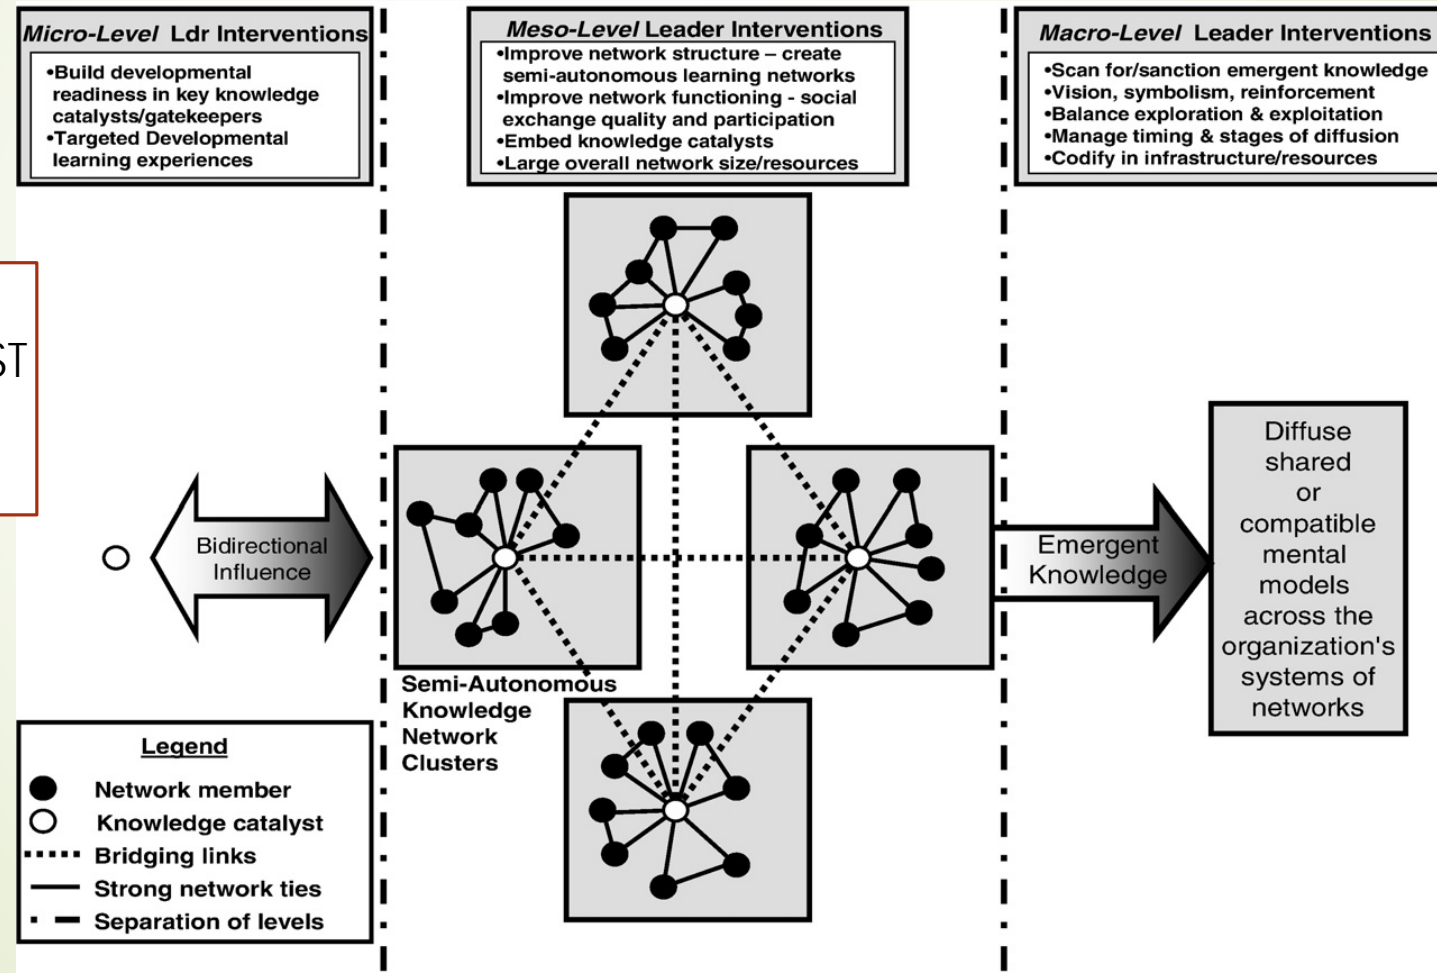 Micro-Level Ldr Interventions
•Build developmental
readiness in key knowledge
catalysts/gatekeepers
•Targeted Developmental
learning experiences
Meso-Level Leader Interventions
•Improve network structure – create
semi-autonomous learning networks
•Improve network functioning - social
exchange quality and participation
•Embed knowledge catalysts
•Large overall network size/resources
Macro-Level Leader Interventions
•Scan for/sanction emergent knowledge
•Vision, symbolism, reinforcement
•Balance exploration & exploitation
•Manage timing & stages of diffusion
•Codify in infrastructure/resources
Bidirectional
Influence
Semi-Autonomous
Knowledge
Network
Clusters
Emergent
Knowledge
Diffuse
shared
or
compatible
mental
models
across the
organization's
systems of
networks
Legend
Network member
Knowledge catalyst
Bridging links
Strong network ties
Separation of levels